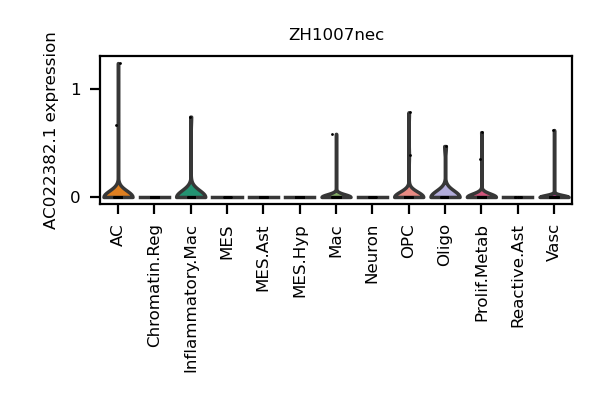 ZH1007nec
AC022382.1 expression
1
0
AC
Chromatin.Reg
Inflammatory.Mac
MES
MES.Ast
MES.Hyp
Mac
Neuron
OPC
Oligo
Prolif.Metab
Reactive.Ast
Vasc